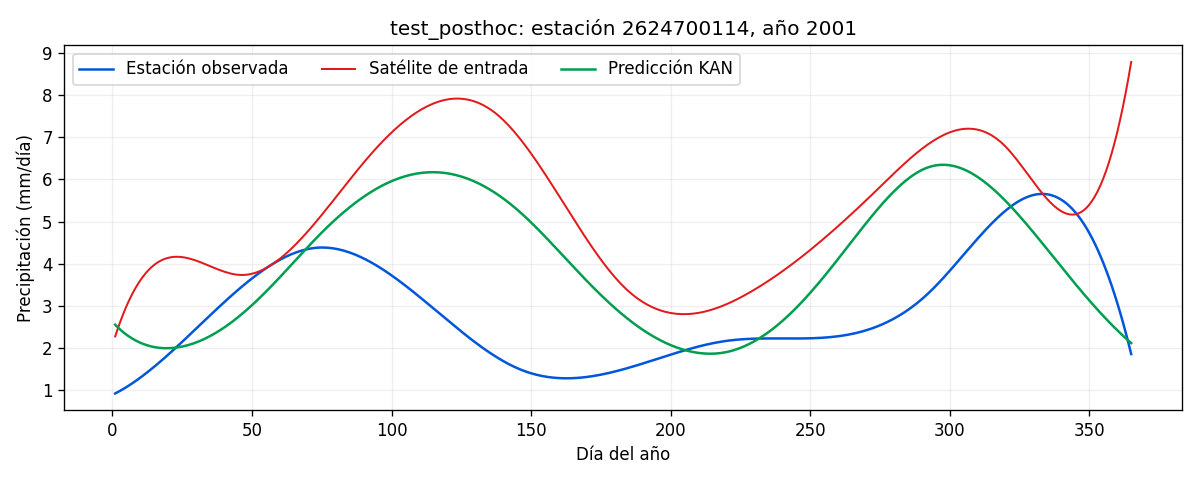 test_posthoc: estación 2624700114, año 2001
Estación observada
Satélite de entrada
Predicción KAN
Precipitación (mm/día)
9
8
7
6
5
4
3
2
1
0
50
100
150
200
250
300
350
Día del año